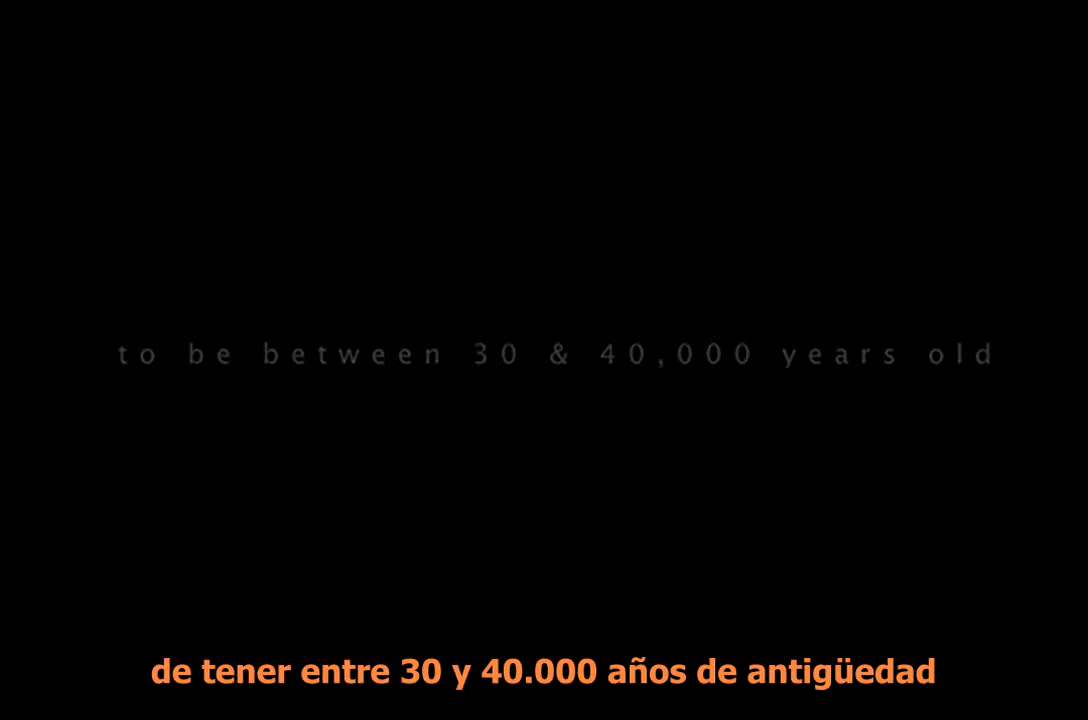 to be between 30 & 40,000 years old
de tener entre 30 y 40.000 años de antigüedad